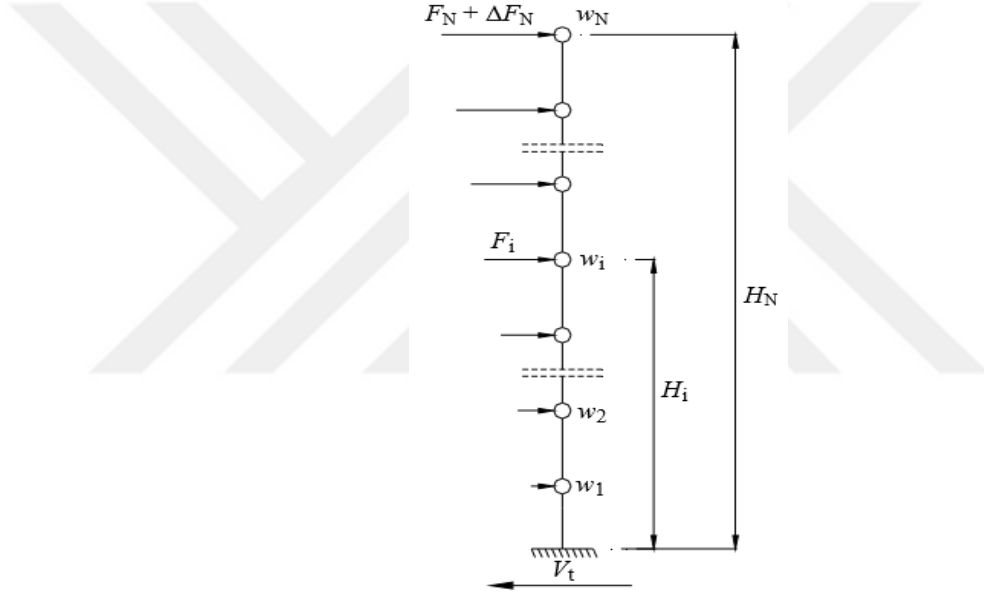 F_N + ΔF_N w_N
F_i w_i
H_N
H_i
w_2
w_1
V_t